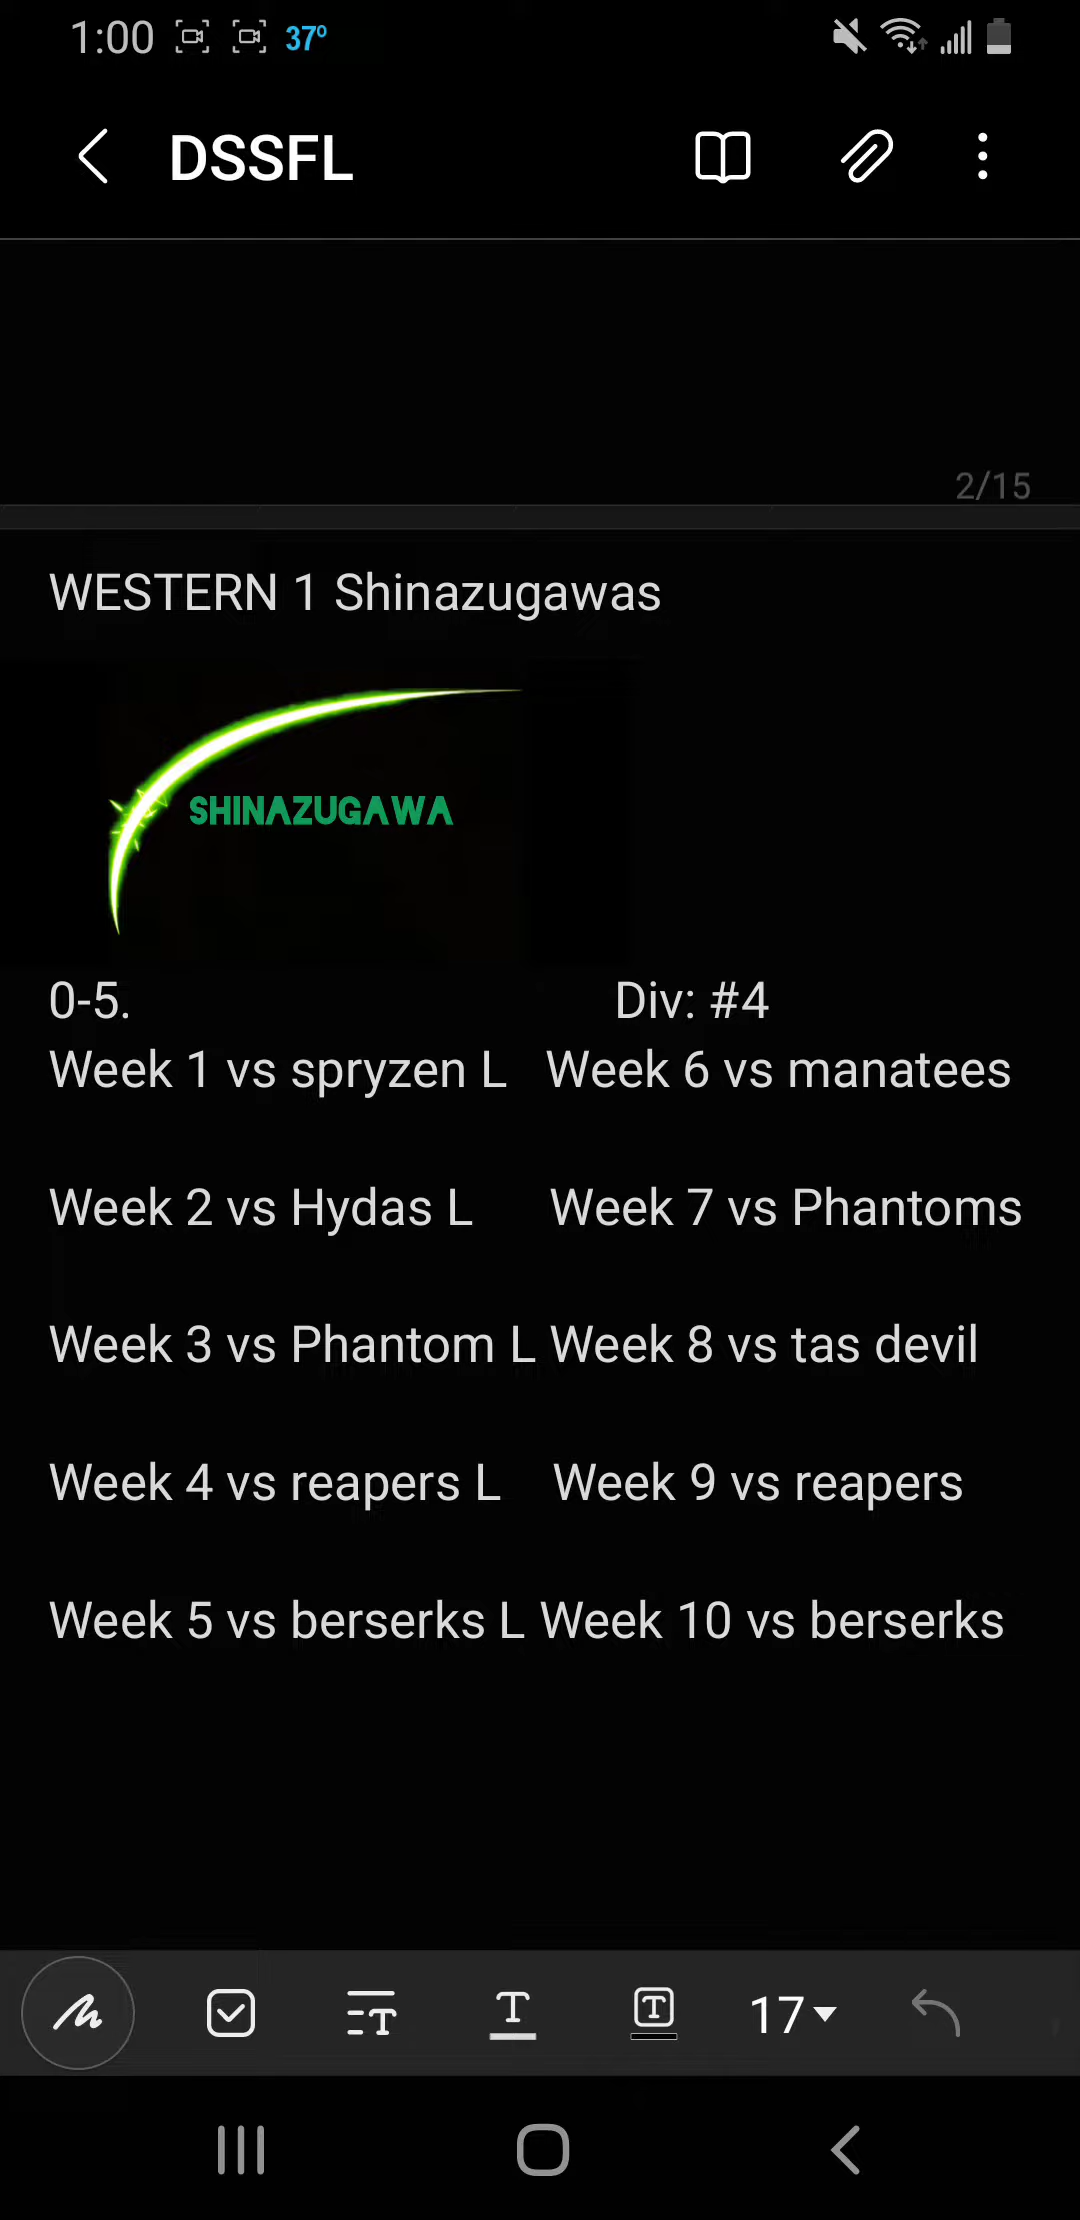 1:00 37°
DSSFL
2/15
WESTERN 1 Shinazugawas
SHINAZUGAWA
0-5. Div: #4
Week 1 vs spryzen L Week 6 vs manatees
Week 2 vs Hydas L Week 7 vs Phantoms
Week 3 vs Phantom L Week 8 vs tas devil
Week 4 vs reapers L Week 9 vs reapers
Week 5 vs berserks L Week 10 vs berserks
17